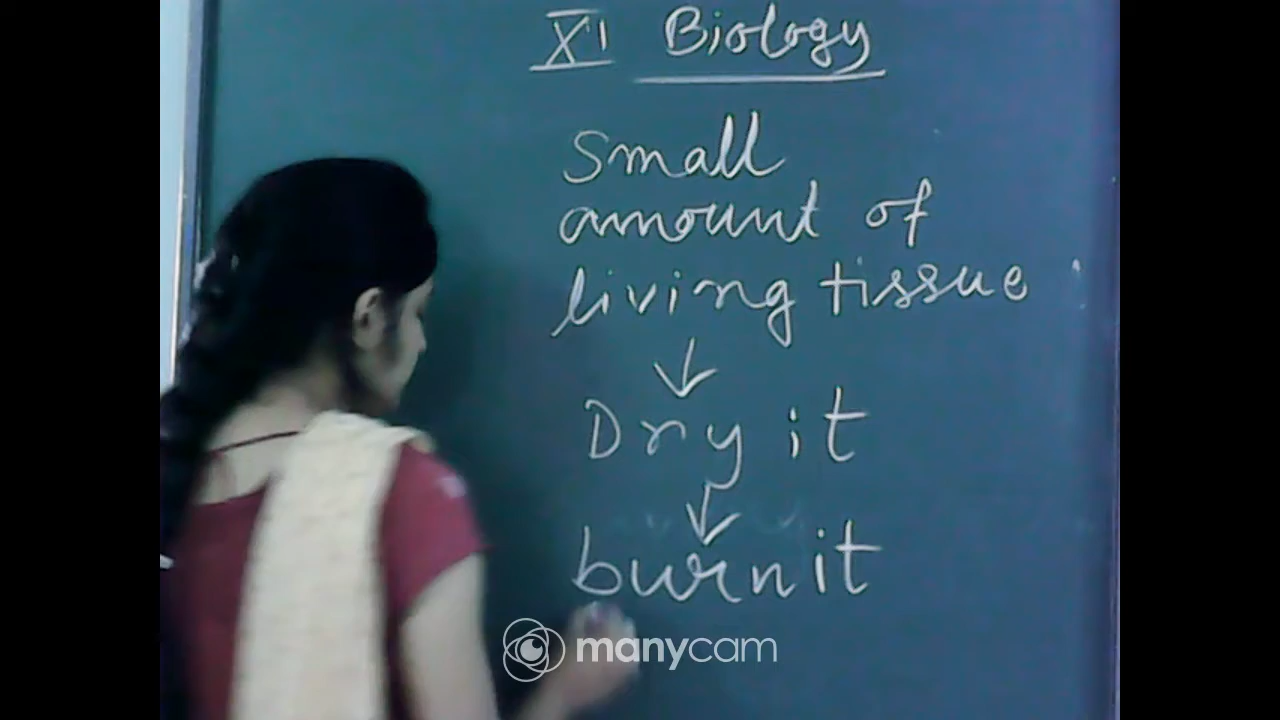 XI Biology
Small
amount of
living tissue
↓
Dry it
↓
burn it
manycam